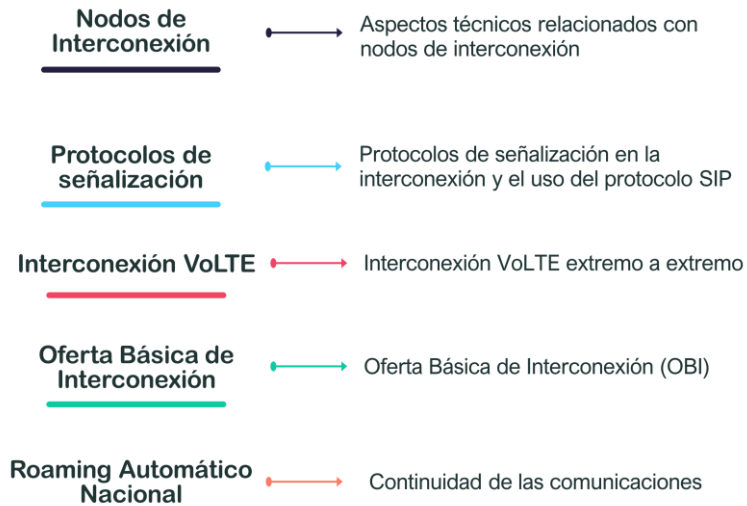 Nodos de
Interconexión
Aspectos técnicos relacionados con
nodos de interconexión
Protocolos de
señalización
Protocolos de señalización en la
interconexión y el uso del protocolo SIP
Interconexión VoLTE
Interconexión VoLTE extremo a extremo
Oferta Básica de
Interconexión
Oferta Básica de Interconexión (OBI)
Roaming Automático
Nacional
Continuidad de las comunicaciones